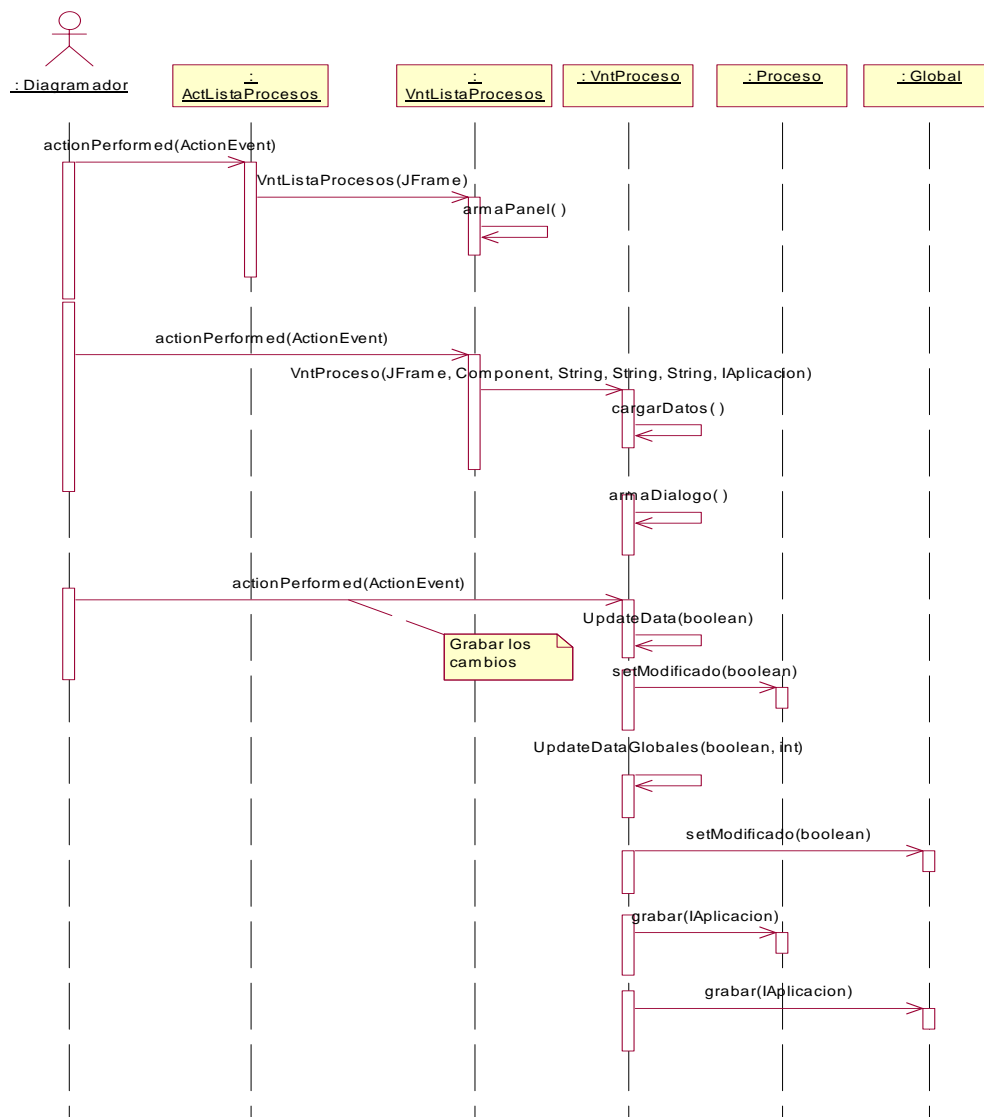 : Diagramador
:
ActListaProcesos
:
VntListaProcesos
: VntProceso
: Proceso
: Global
actionPerformed(ActionEvent)
VntListaProcesos(JFrame)
armaPanel( )
actionPerformed(ActionEvent)
VntProceso(JFrame, Component, String, String, String, IAplicacion)
cargarDatos( )
armaDialogo( )
actionPerformed(ActionEvent)
UpdateData(boolean)
Grabar los
cambios
setModificado(boolean)
UpdateDataGlobales(boolean, int)
setModificado(boolean)
grabar(IAplicacion)
grabar(IAplicacion)